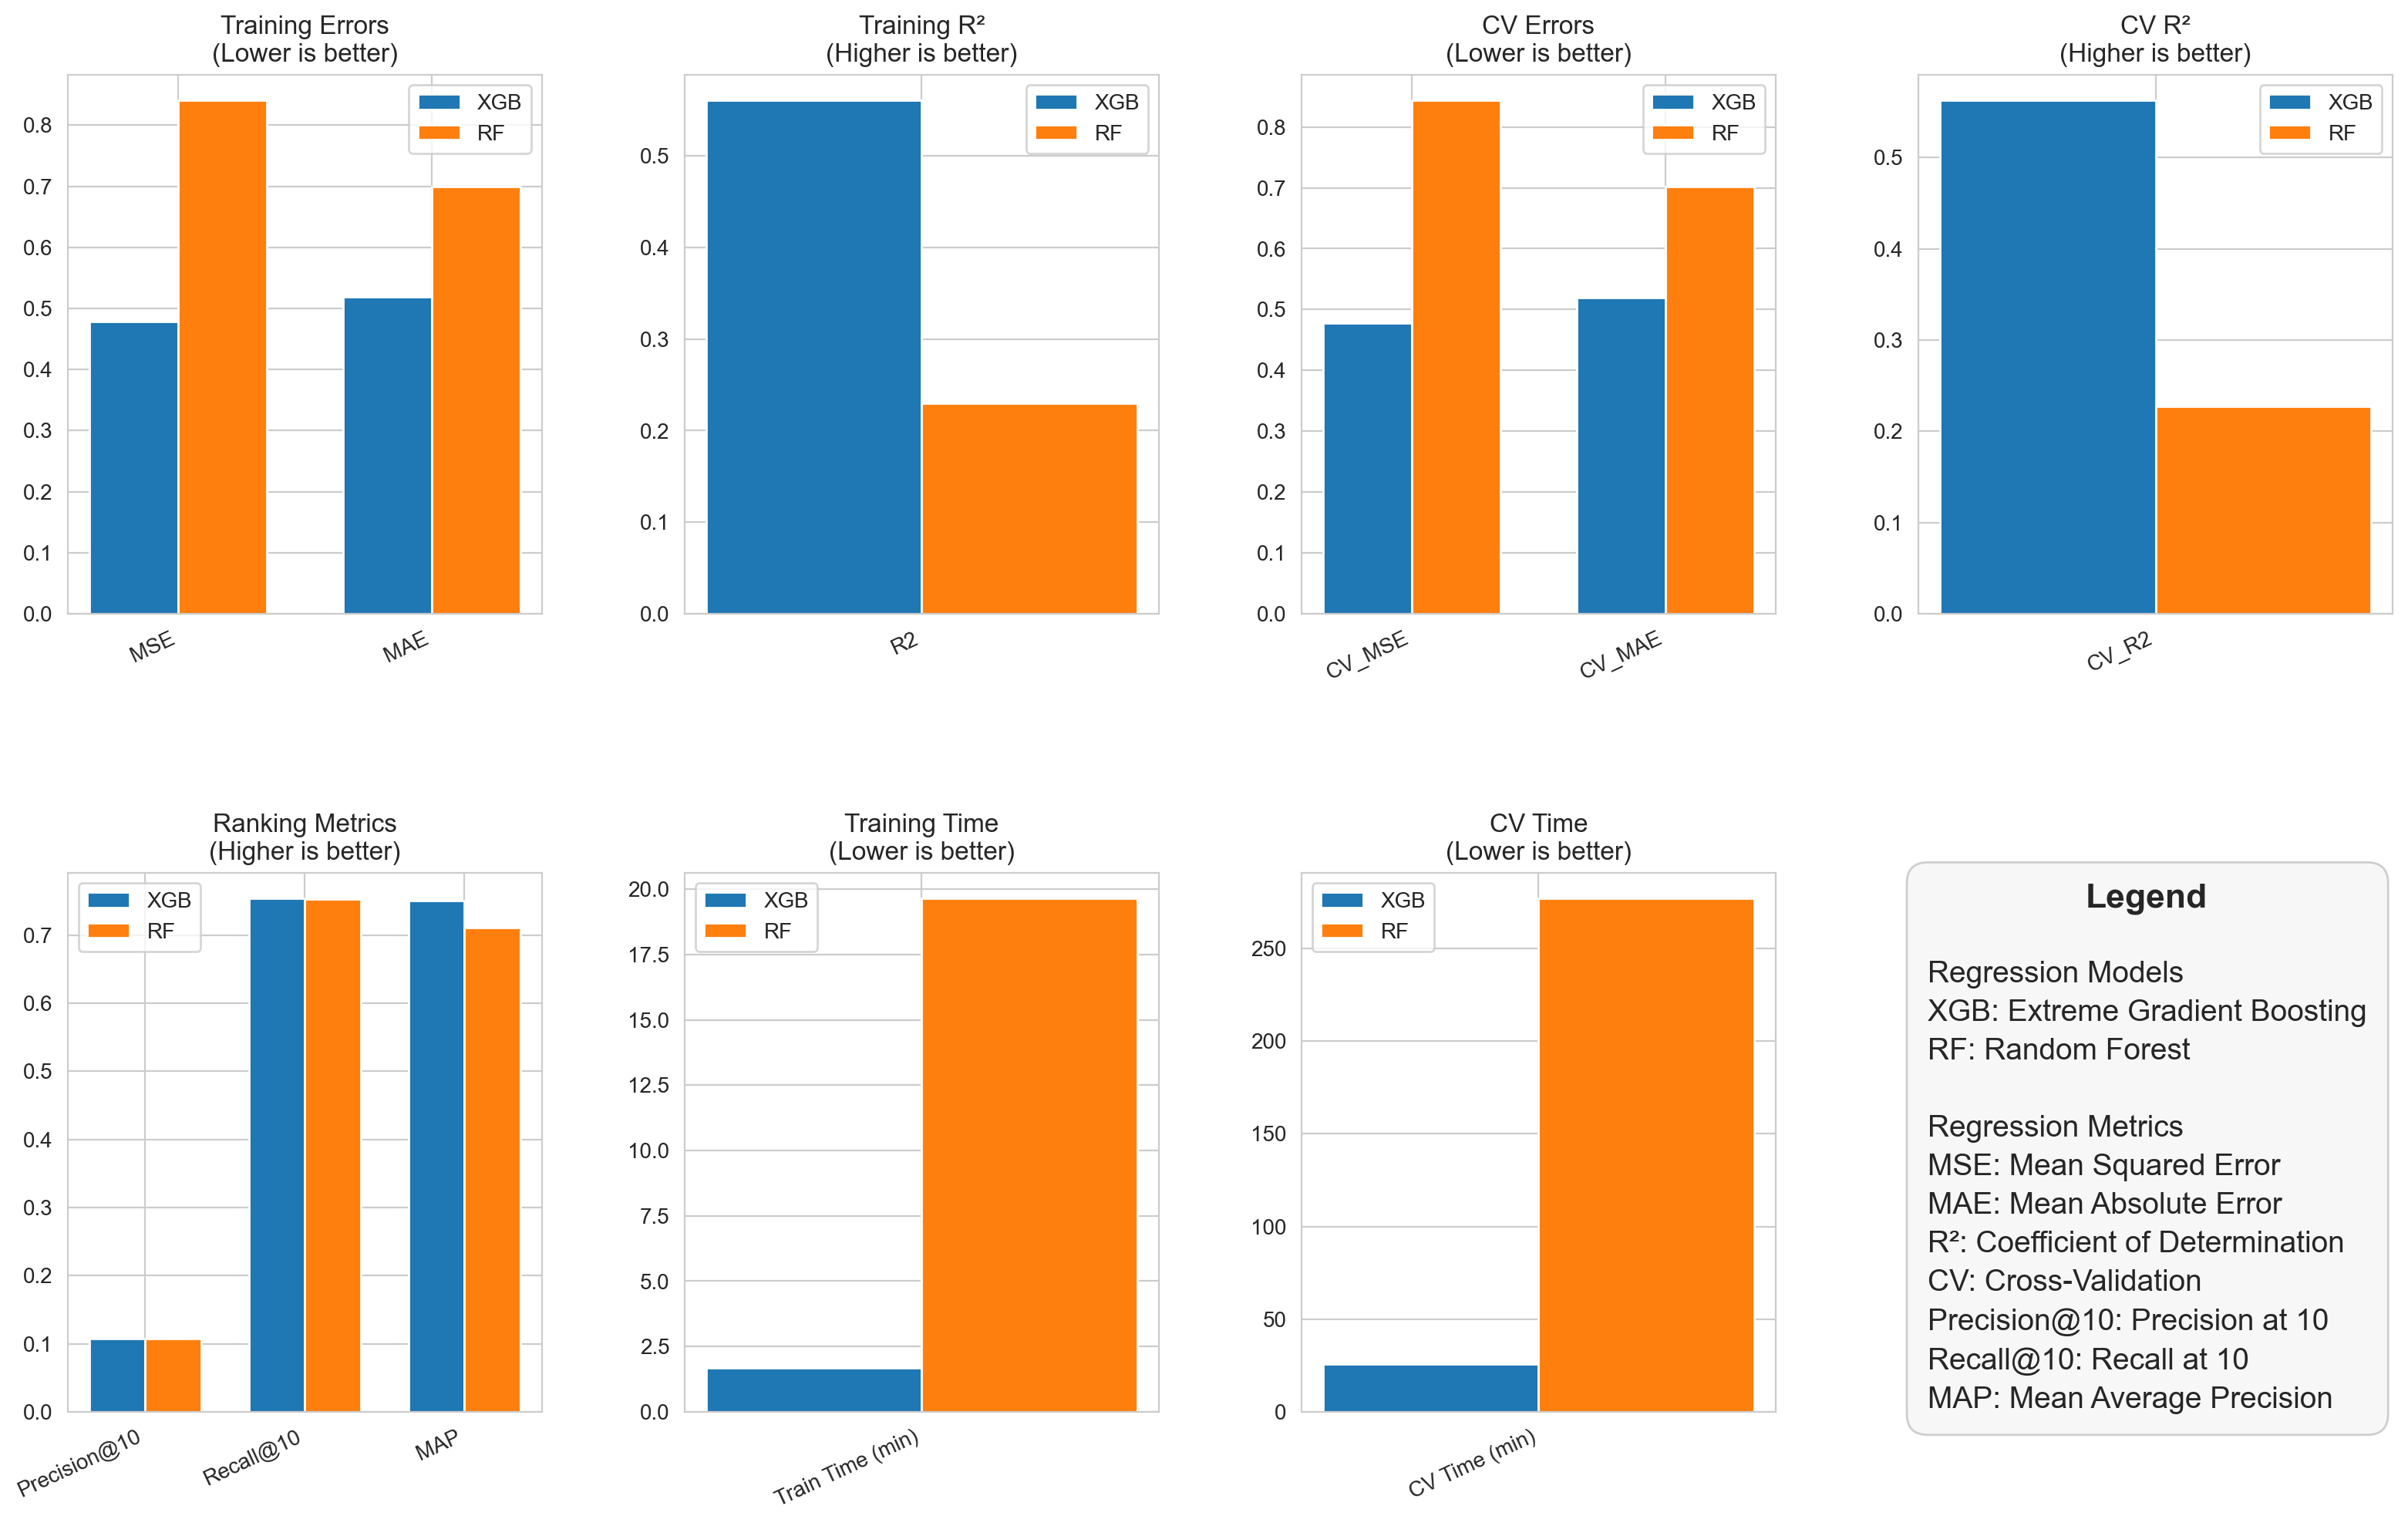 Training Errors
(Lower is better)
XGB
RF
0.8
0.7
0.6
0.5
0.4
0.3
0.2
0.1
0.0
MSE
MAE
Training R²
(Higher is better)
XGB
RF
0.5
0.4
0.3
0.2
0.1
0.0
R2
CV Errors
(Lower is better)
XGB
RF
0.8
0.7
0.6
0.5
0.4
0.3
0.2
0.1
0.0
CV_MSE
CV_MAE
CV R²
(Higher is better)
XGB
RF
0.5
0.4
0.3
0.2
0.1
0.0
CV_R2
Ranking Metrics
(Higher is better)
XGB
RF
0.7
0.6
0.5
0.4
0.3
0.2
0.1
0.0
Precision@10
Recall@10
MAP
Training Time
(Lower is better)
XGB
RF
20.0
17.5
15.0
12.5
10.0
7.5
5.0
2.5
0.0
Train Time (min)
CV Time
(Lower is better)
XGB
RF
250
200
150
100
50
0
CV Time (min)
Legend
Regression Models
XGB: Extreme Gradient Boosting
RF: Random Forest
Regression Metrics
MSE: Mean Squared Error
MAE: Mean Absolute Error
R²: Coefficient of Determination
CV: Cross-Validation
Precision@10: Precision at 10
Recall@10: Recall at 10
MAP: Mean Average Precision